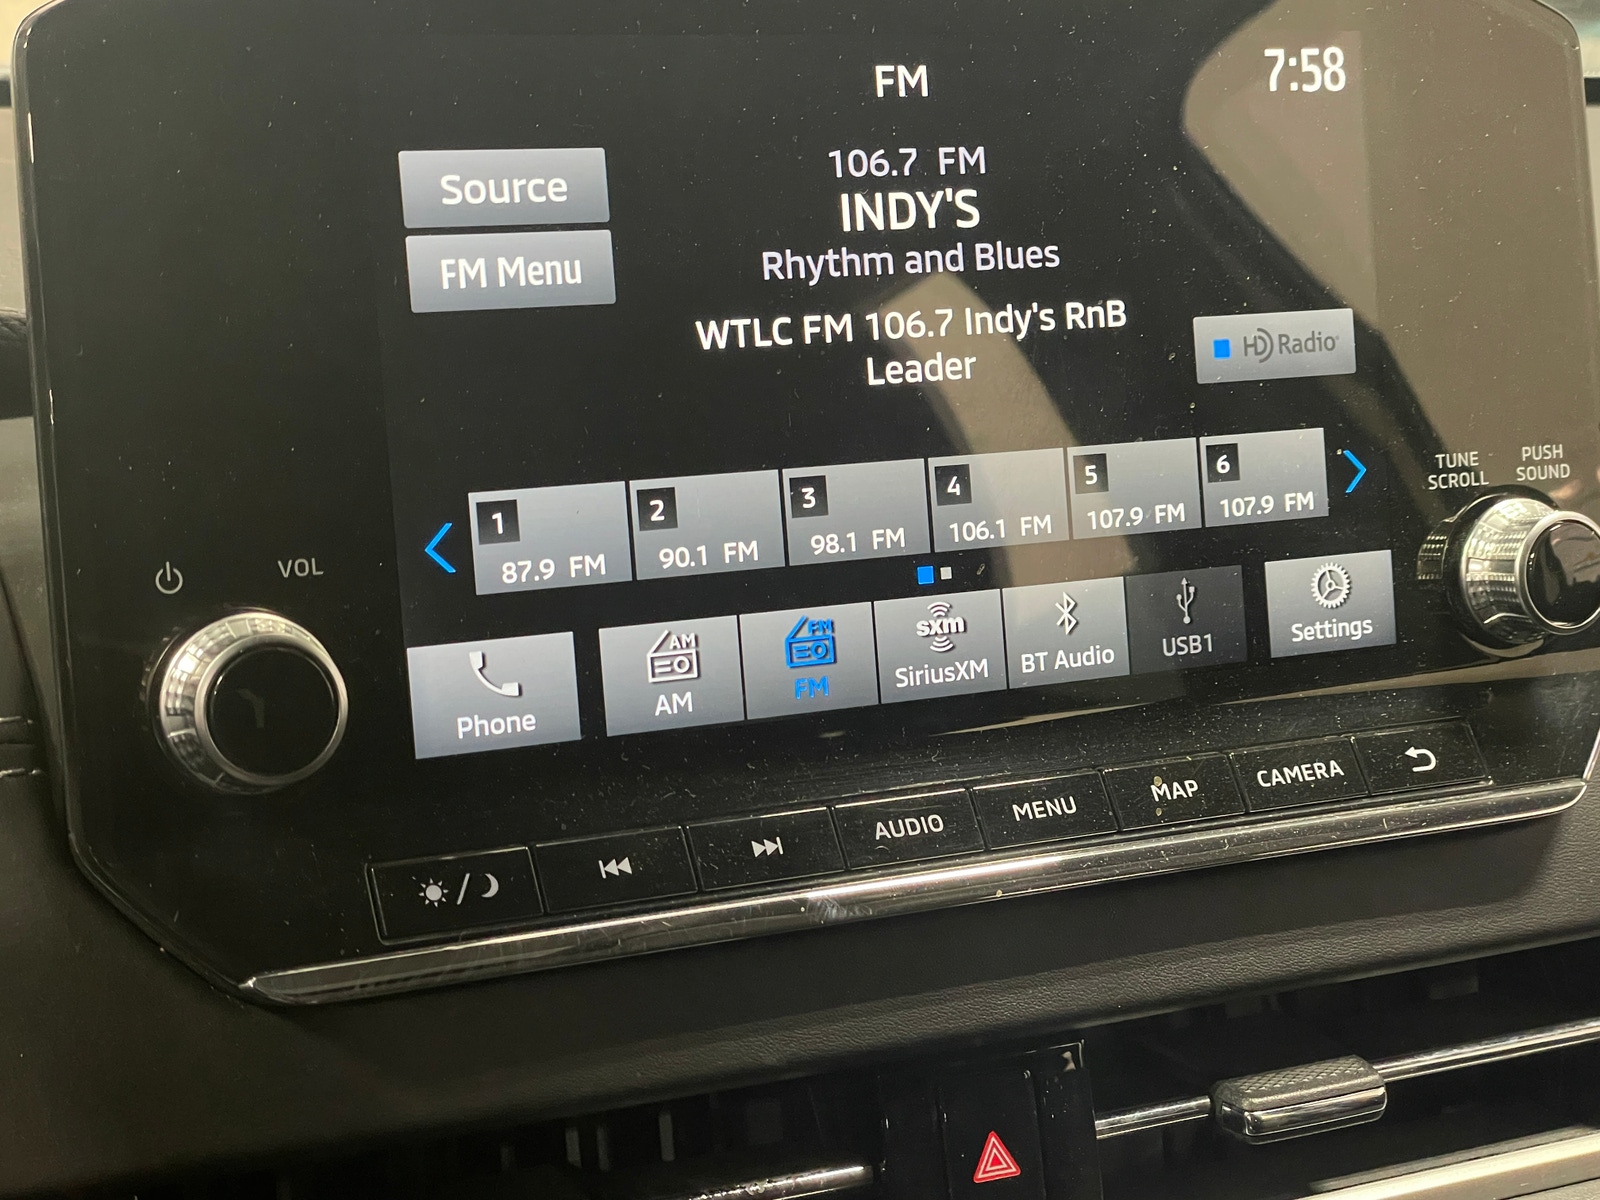 FM
7:58
Source
FM Menu
106.7 FM
INDY'S
Rhythm and Blues
WTLC FM 106.7 Indy's RnB
Leader
HD Radio
1
87.9 FM
2
90.1 FM
3
98.1 FM
4
106.1 FM
5
107.9 FM
6
107.9 FM
TUNE
SCROLL
PUSH
SOUND
VOL
Phone
AM
AM
FM
FM
sxm
SiriusXM
BT Audio
USB1
Settings
AUDIO
MENU
MAP
CAMERA